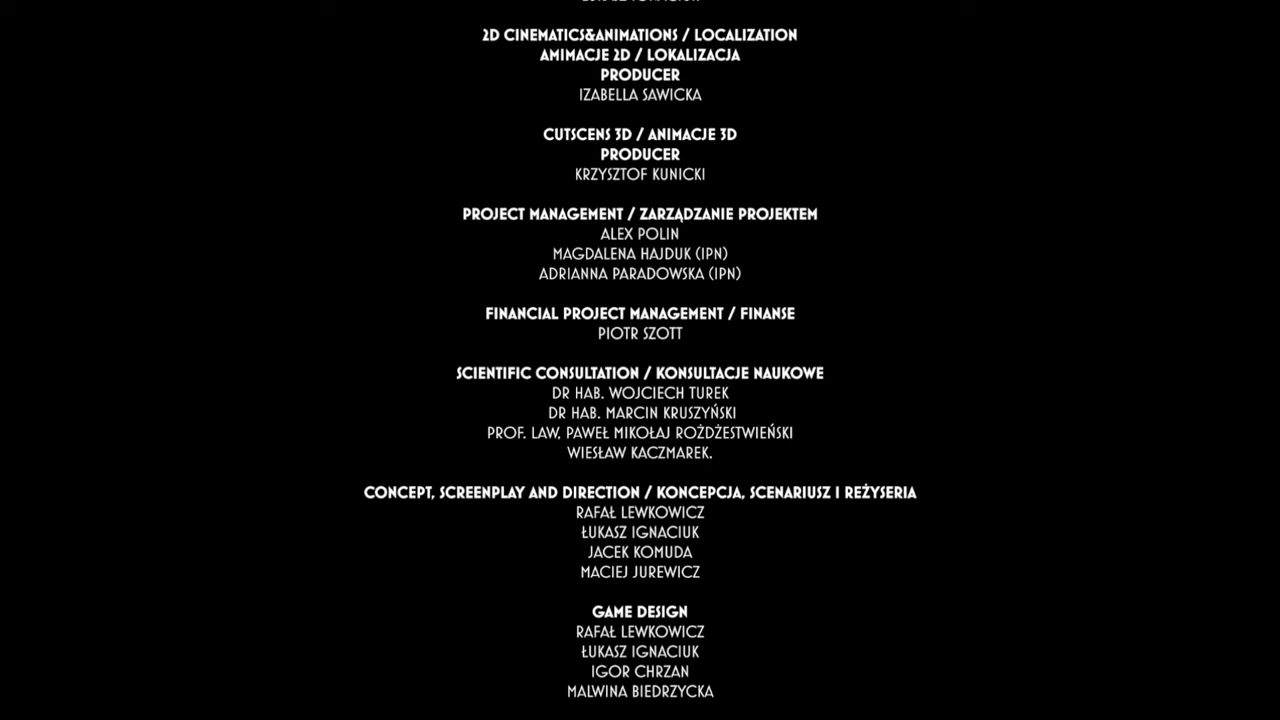 2D CINEMATICS&ANIMATIONS / LOCALIZATION
ANIMACJE 2D / LOKALIZACJA
PRODUCER
IZABELLA SAWICKA
CUTSCENS 3D / ANIMACJE 3D
PRODUCER
KRZYSZTOF KUNICKI
PROJECT MANAGEMENT / ZARZĄDZANIE PROJEKTEM
ALEX POLIN
MAGDALENA HAJDUK (IPN)
ADRIANNA PARADOWSKA (IPN)
FINANCIAL PROJECT MANAGEMENT / FINANSE
PIOTR SZOTT
SCIENTIFIC CONSULTATION / KONSULTACJE NAUKOWE
DR HAB. WOJCIECH TUREK
DR HAB. MARCIN KRUSZYŃSKI
PROF. LAW, PAWEŁ MIKOŁAJ ROŻDŻESTWIEŃSKI
WIESŁAW KACZMAREK.
CONCEPT, SCREENPLAY AND DIRECTION / KONCEPCJA, SCENARIUSZ I REŻYSERIA
RAFAŁ LEWKOWICZ
ŁUKASZ IGNACIUK
JACEK KOMUDA
MACIEJ JUREWICZ
GAME DESIGN
RAFAŁ LEWKOWICZ
ŁUKASZ IGNACIUK
IGOR CHRZAN
MALWINA BIEDRZYCKA